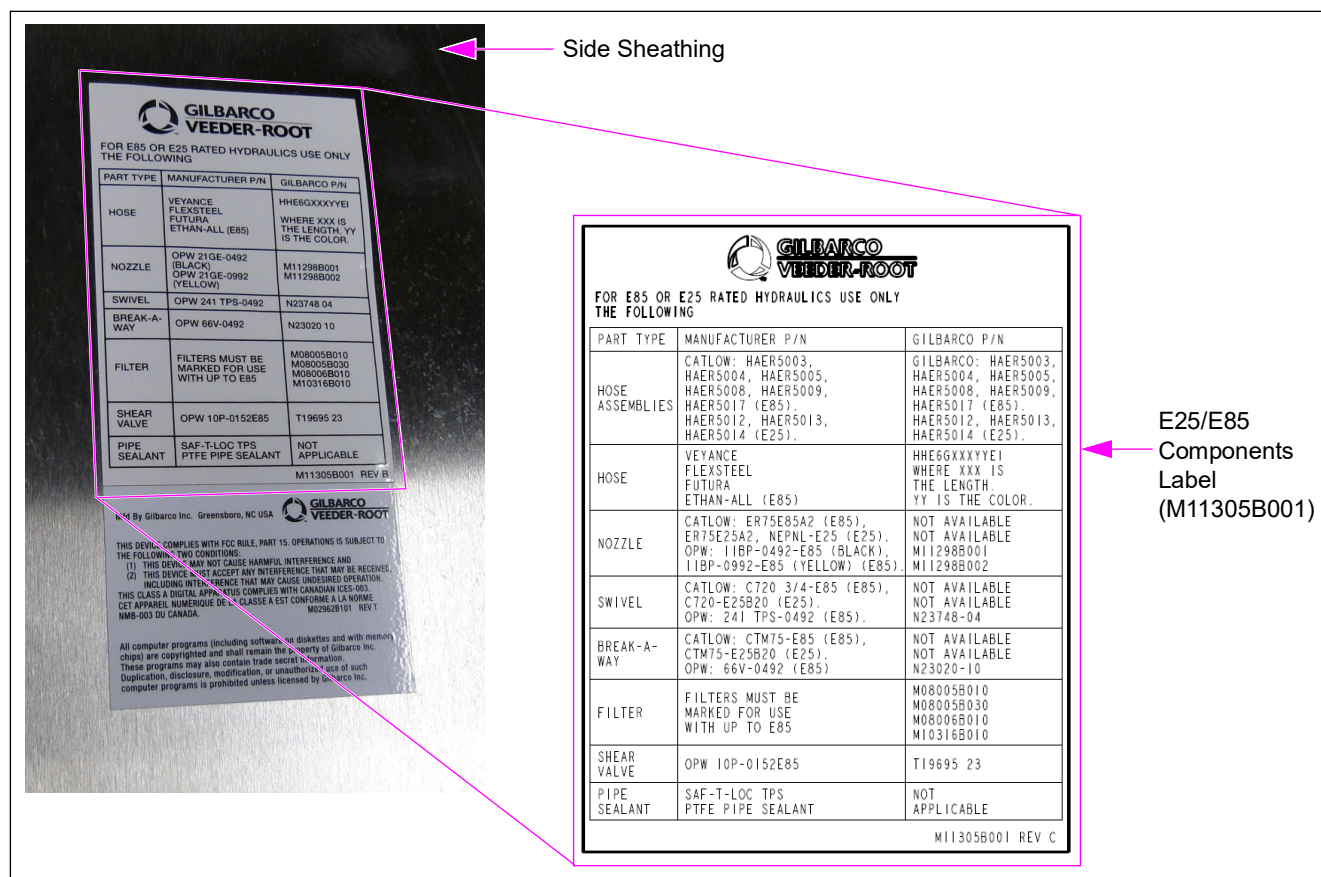 Side Sheathing
GILBARCO
VEEDER-ROOT
FOR E85 OR E25 RATED HYDRAULICS USE ONLY
THE FOLLOWING
PART TYPE MANUFACTURER P/N GILBARCO P/N
HOSE
VEYANCE
FLEXSTEEL
FUTURA
ETHAN-ALL (E85)
HHE6GXXXYYEI
WHERE XXX IS
THE LENGTH. YY
IS THE COLOR.
NOZZLE
OPW 21GE-0492
(BLACK)
OPW 21GE-0992
(YELLOW)
M11298B001
M11298B002
SWIVEL OPW 241 TPS-0492 N23748 04
BREAK-A-
WAY
OPW 66V-0492 N23020 10
FILTER
FILTERS MUST BE
MARKED FOR USE
WITH UP TO E85
M08005B010
M08005B030
M08006B010
M10316B010
SHEAR
VALVE
OPW 10P-0152E85 T19695 23
PIPE
SEALANT
SAF-T-LOC TPS
PTFE PIPE SEALANT
NOT
APPLICABLE
M11305B001 REV B
Mfd By Gilbarco Inc. Greensboro, NC USA
GILBARCO
VEEDER-ROOT
THIS DEVICE COMPLIES WITH FCC RULE, PART 15. OPERATIONS IS SUBJECT TO
THE FOLLOWING TWO CONDITIONS:
(1) THIS DEVICE MAY NOT CAUSE HARMFUL INTERFERENCE AND
(2) THIS DEVICE MUST ACCEPT ANY INTERFERENCE THAT MAY BE RECEIVED,
INCLUDING INTERFERENCE THAT MAY CAUSE UNDESIRED OPERATION.
THIS CLASS A DIGITAL APPARATUS COMPLIES WITH CANADIAN ICES-003.
CET APPAREIL NUMÉRIQUE DE LA CLASSE A EST CONFORME A LA NORME
NMB-003 DU CANADA. M02962B101 REV T
All computer programs (including software on diskettes and with memory
chips) are copyrighted and shall remain the property of Gilbarco Inc.
These programs may also contain trade secret information.
Duplication, disclosure, modification, or unauthorized use of such
computer programs is prohibited unless licensed by Gilbarco Inc.
GILBARCO
VEEDER-ROOT
FOR E85 OR E25 RATED HYDRAULICS USE ONLY
THE FOLLOWING
PART TYPE MANUFACTURER P/N GILBARCO P/N
HOSE
ASSEMBLIES
CATLOW: HAER5003,
HAER5004, HAER5005,
HAER5008, HAER5009,
HAER5017 (E85).
HAER5012, HAER5013,
HAER5014 (E25).
GILBARCO: HAER5003,
HAER5004, HAER5005,
HAER5008, HAER5009,
HAER5017 (E85).
HAER5012, HAER5013,
HAER5014 (E25).
HOSE
VEYANCE
FLEXSTEEL
FUTURA
ETHAN-ALL (E85)
HHE6GXXXYYEI
WHERE XXX IS
THE LENGTH.
YY IS THE COLOR.
NOZZLE
CATLOW: ER75E85A2 (E85),
ER75E25A2, NEPNL-E25 (E25).
OPW: 11BP-0492-E85 (BLACK),
11BP-0992-E85 (YELLOW) (E85).
NOT AVAILABLE
NOT AVAILABLE
M11298B001
M11298B002
SWIVEL
CATLOW: C720 3/4-E85 (E85),
C720-E25B20 (E25).
OPW: 241 TPS-0492 (E85).
NOT AVAILABLE
NOT AVAILABLE
N23748-04
BREAK-A-
WAY
CATLOW: CTM75-E85 (E85),
CTM75-E25B20 (E25).
OPW: 66V-0492 (E85)
NOT AVAILABLE
NOT AVAILABLE
N23020-10
FILTER
FILTERS MUST BE
MARKED FOR USE
WITH UP TO E85
M08005B010
M08005B030
M08006B010
M10316B010
SHEAR
VALVE
OPW 10P-0152E85 T19695 23
PIPE
SEALANT
SAF-T-LOC TPS
PTFE PIPE SEALANT
NOT
APPLICABLE
M11305B001 REV C
E25/E85
Components
Label
(M11305B001)